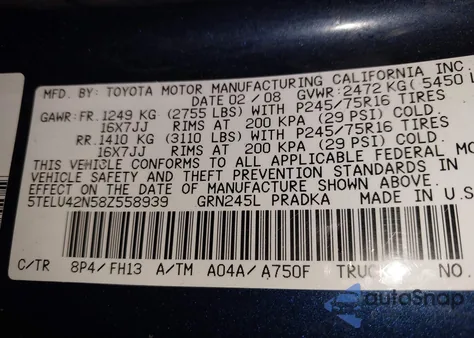 MFD. BY: TOYOTA MOTOR MANUFACTURING CALIFORNIA INC.
DATE 02 / 08 GVWR: 2472 KG ( 5450
GAWR: FR. 1249 KG (2755 LBS) WITH P245/75R16 TIRES
16X7JJ RIMS AT 200 KPA (29 PSI) COLD.
RR. 1410 KG (3110 LBS) WITH P245/75R16 TIRES
16X7JJ RIMS AT 200 KPA (29 PSI) COLD.
THIS VEHICLE CONFORMS TO ALL APPLICABLE FEDERAL
VEHICLE SAFETY AND THEFT PREVENTION STANDARDS IN
EFFECT ON THE DATE OF MANUFACTURE SHOWN ABOVE.
5TELU42N58Z558939 GRN245L PRADKA MADE IN U.S
C/TR 8P4 / FH13 A/TM A04A / A750F TRUCK NO.
autoSnap